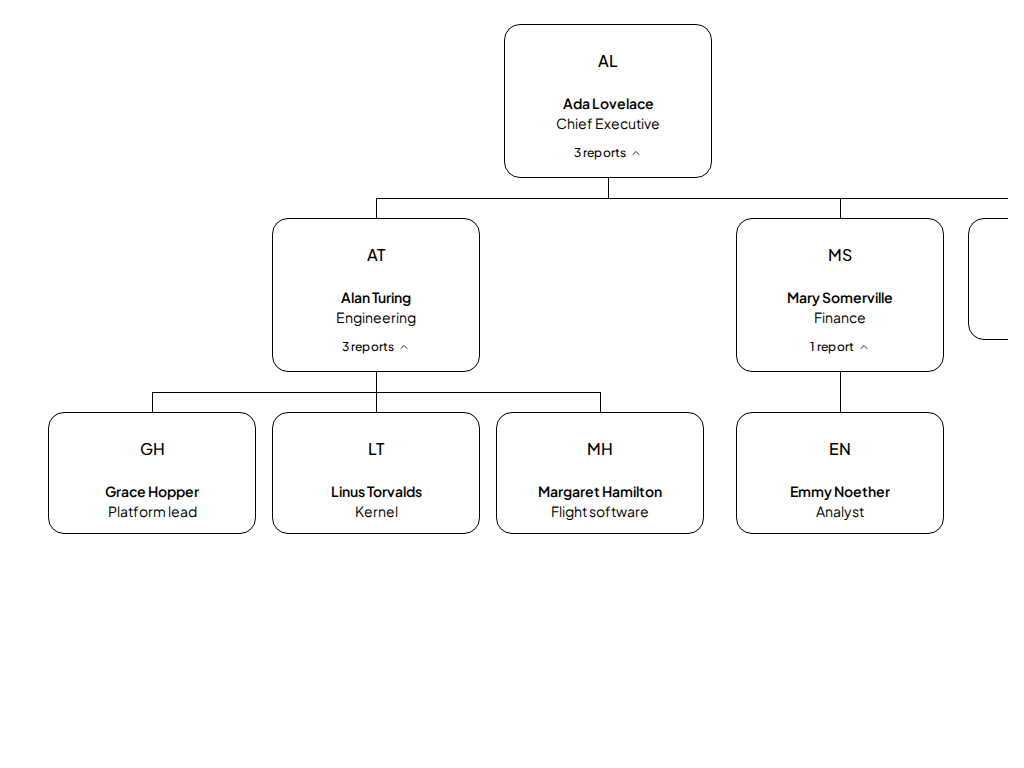 AL
Ada Lovelace
Chief Executive
3 reports
AT
Alan Turing
Engineering
3 reports
MS
Mary Somerville
Finance
1 report
GH
Grace Hopper
Platform lead
LT
Linus Torvalds
Kernel
MH
Margaret Hamilton
Flight software
EN
Emmy Noether
Analyst